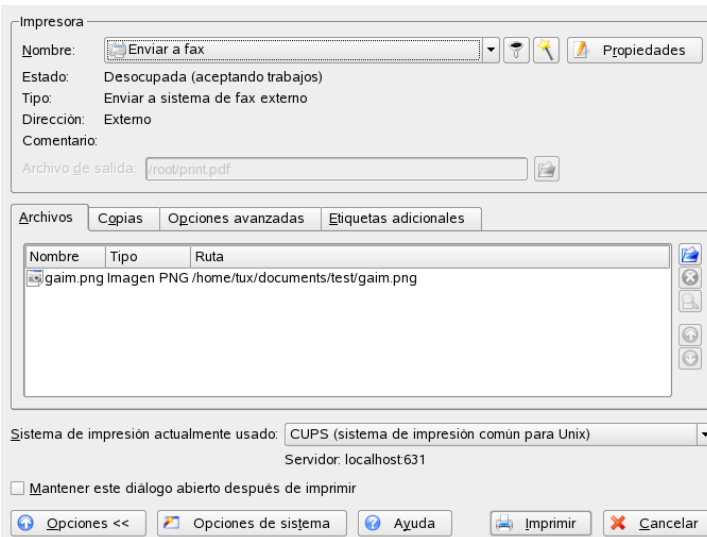 Impresora
Nombre: Enviar a fax Propiedades
Estado: Desocupada (aceptando trabajos)
Tipo: Enviar a sistema de fax externo
Dirección: Externo
Comentario:
Archivo de salida: /root/print.pdf
Archivos Copias Opciones avanzadas Etiquetas adicionales
Nombre Tipo Ruta
gaim.png Imagen PNG /home/tux/documents/test/gaim.png
Sistema de impresión actualmente usado: CUPS (sistema de impresión común para Unix)
Servidor: localhost:631
Mantener este diálogo abierto después de imprimir
Opciones << Opciones de sistema Ayuda Imprimir Cancelar